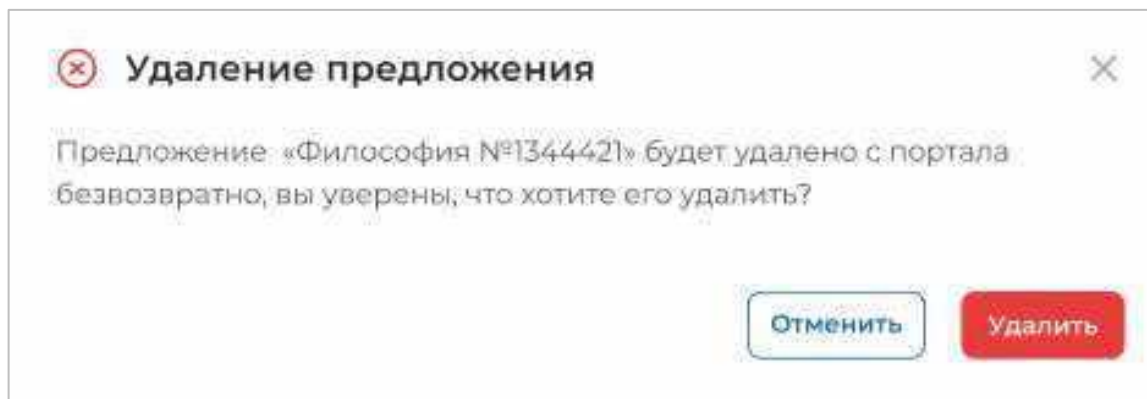 Удаление предложения
Предложение «Философия №1344421» будет удалено с портала
безвозвратно, вы уверены, что хотите его удалить?
Отменить
Удалить